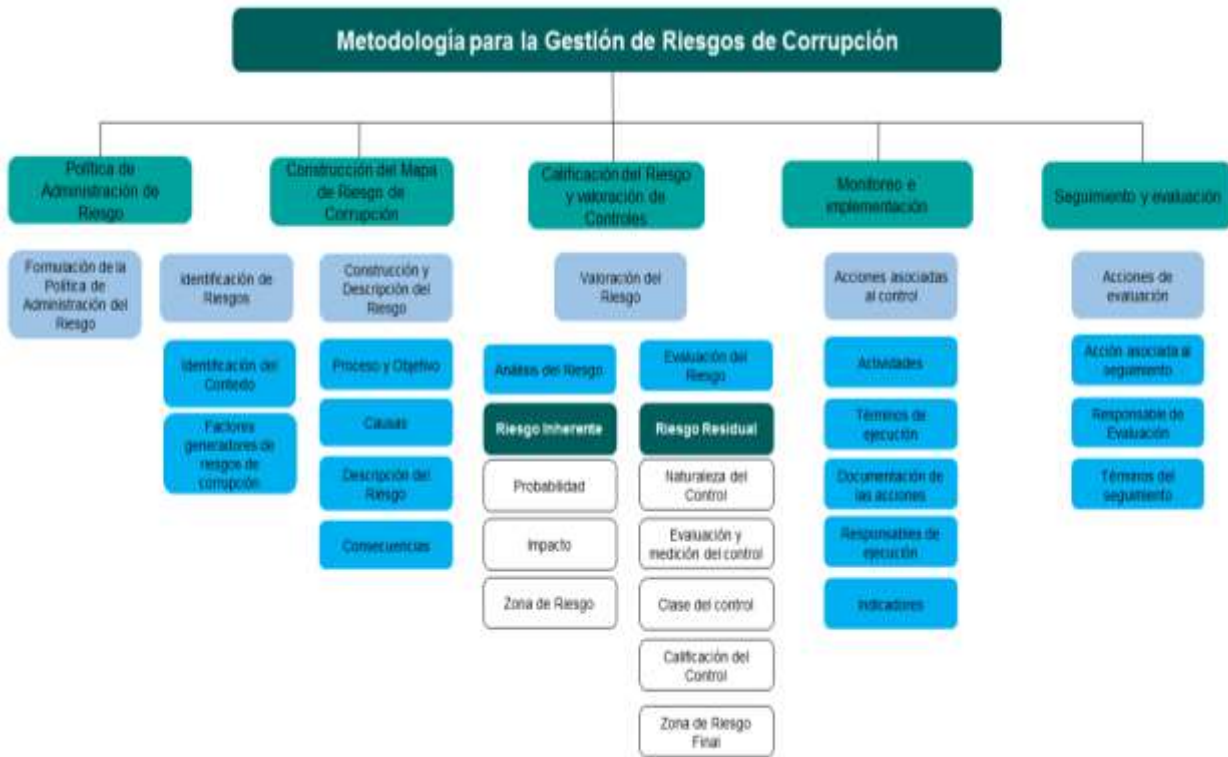 Metodología para la Gestión de Riesgos de Corrupción
Política de
Administración de
Riesgo
Construcción del Mapa
de Riesgo de
Corrupción
Calificación del Riesgo
y valoración de
Controles
Monitoreo e
implementación
Seguimiento y evaluación
Formulación de la
Política de
Administración del
Riesgo
Identificación de
Riesgos
Construcción y
Descripción del
Riesgo
Valoración del
Riesgo
Acciones asociadas
al control
Acciones de
evaluación
Identificación del
Contexto
Factores
generadores de
riesgos de
corrupción
Proceso y Objetivo
Causas
Descripción del
Riesgo
Consecuencias
Análisis del Riesgo
Riesgo Inherente
Probabilidad
Impacto
Zona de Riesgo
Evaluación del
Riesgo
Riesgo Residual
Naturaleza del
Control
Evaluación y
medición del control
Clase del control
Calificación del
Control
Zona de Riesgo
Final
Actividades
Términos de
ejecución
Documentación de
las acciones
Responsables de
ejecución
Indicadores
Acción asociada al
seguimiento
Responsable de
Evaluación
Términos del
seguimiento